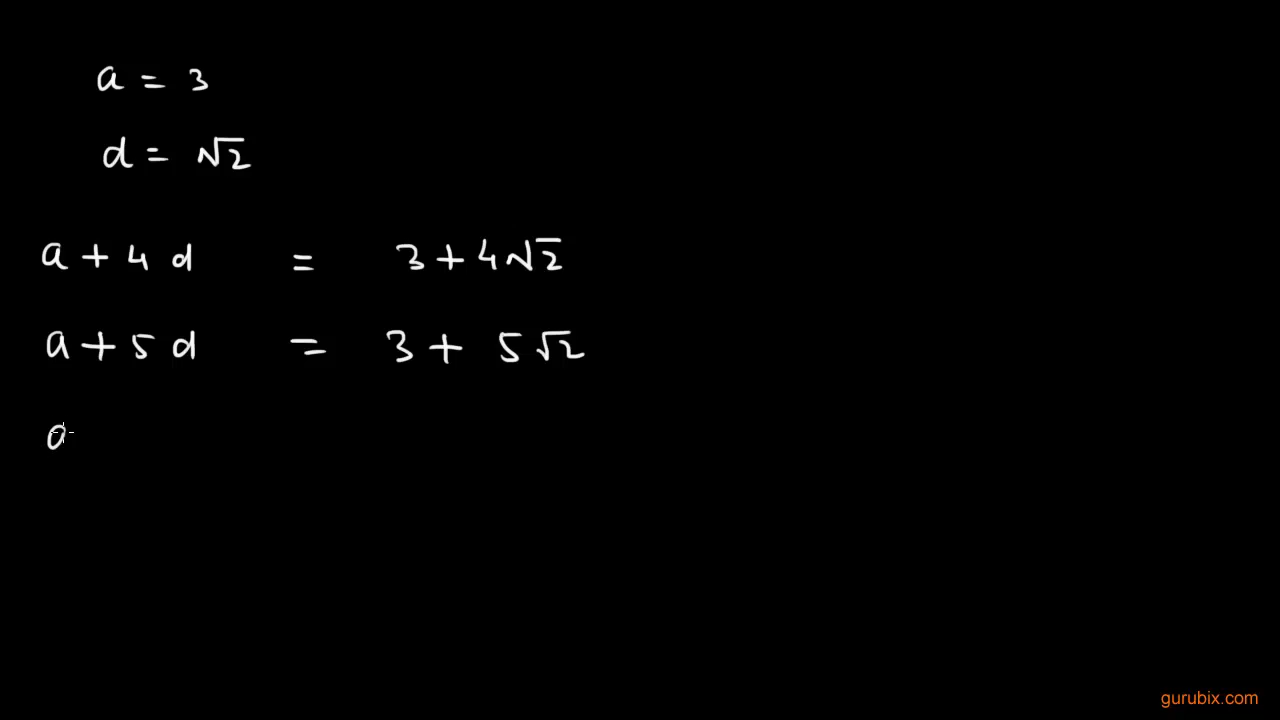 a = 3
d = √2
a + 4 d = 3 + 4√2
a + 5 d = 3 + 5√2
a
gurubix.com